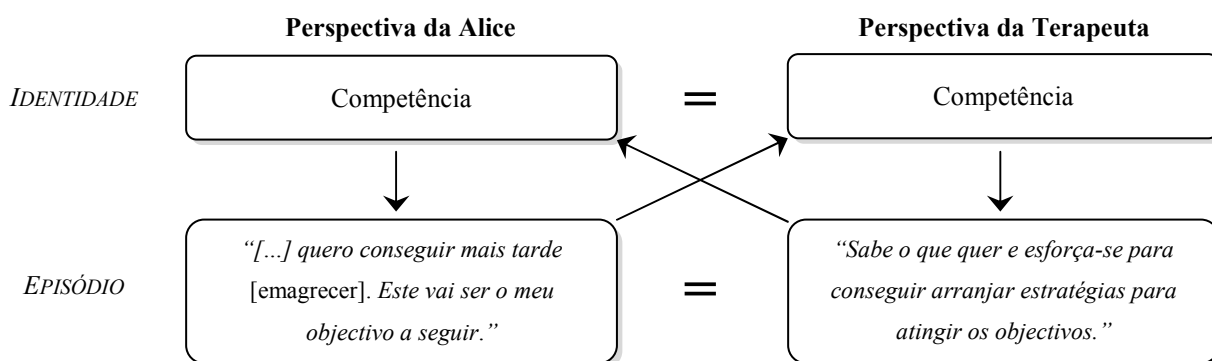 Perspectiva da Alice
Perspectiva da Terapeuta
IDENTIDADE
Competência
=
Competência
EPISÓDIO
“[...] quero conseguir mais tarde
[emagrecer]. Este vai ser o meu
objectivo a seguir.”
=
“Sabe o que quer e esforça-se para
conseguir arranjar estratégias para
atingir os objectivos.”